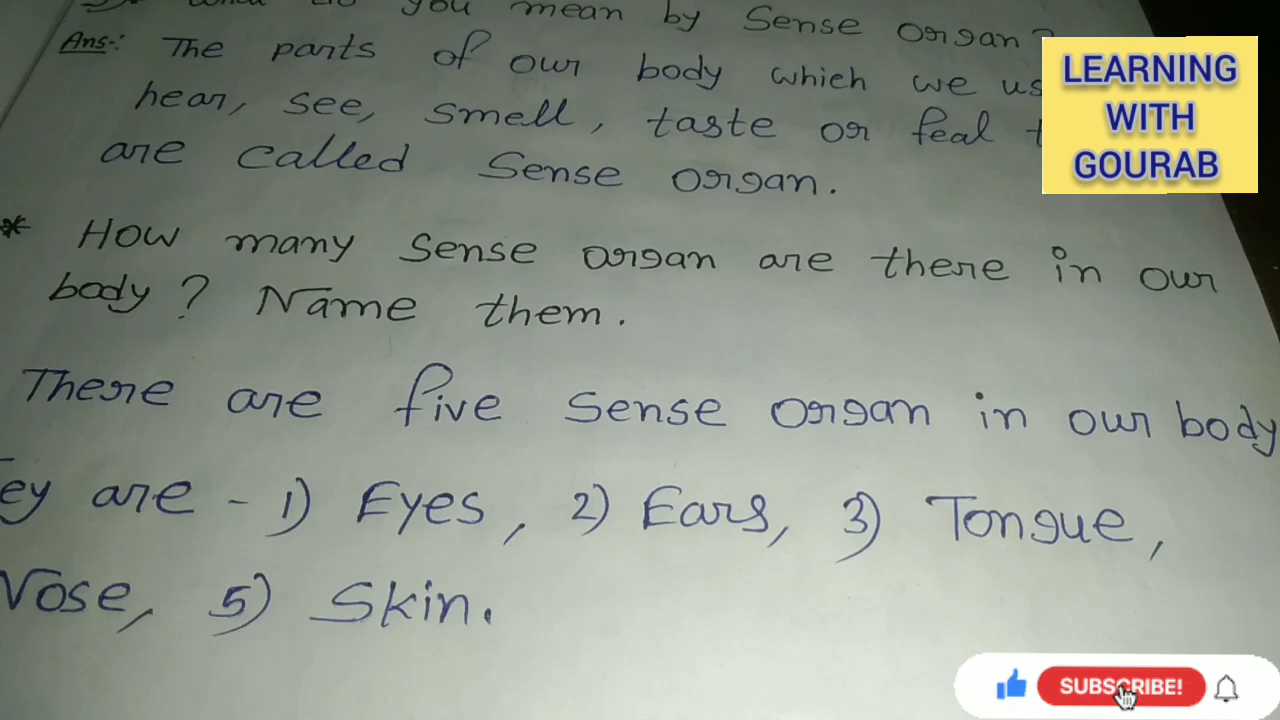 What do you mean by Sense organ?
Ans:- The parts of our body which we us
hear, see, smell, taste or feal t
are called Sense organ.
* How many Sense organ are there in our
body? Name them.
There are five Sense organ in our body
ey are - 1) Eyes, 2) Ears, 3) Tongue,
Nose, 5) Skin.
LEARNING
WITH
GOURAB
SUBSCRIBE!